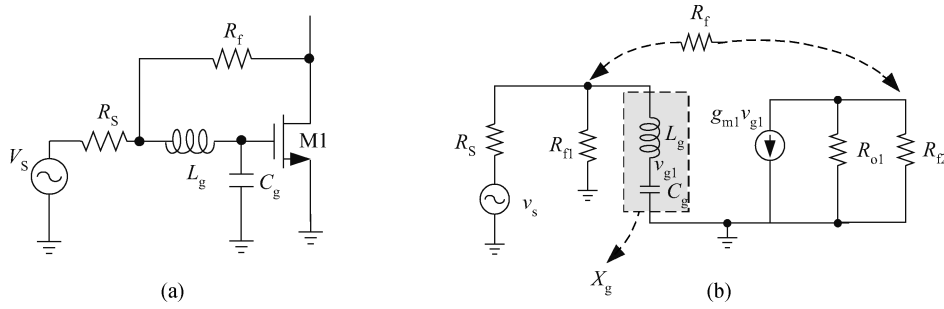 R_f
R_S
M1
V_S
L_g
C_g
(a)
R_f
g_m1 v_g1
R_S
R_f1
L_g
v_g1
C_g
R_o1
R_f2
v_s
X_g
(b)